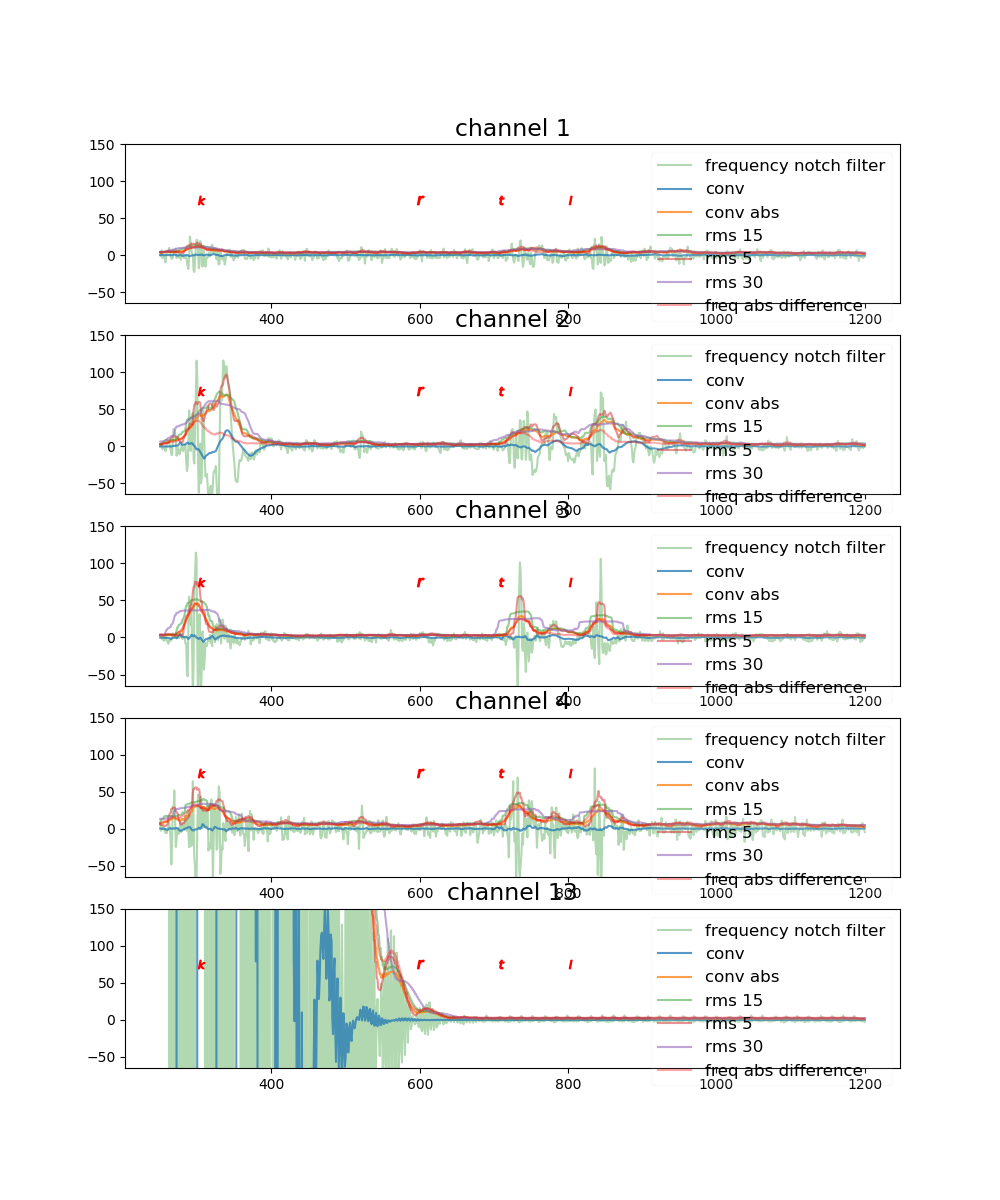 channel 1
150
100
50
0
−50
k r t l
frequency notch filter
conv
conv abs
rms 15
rms 5
rms 30
freq abs difference
400 600 800 1000 1200
channel 2
150
100
50
0
−50
k r t l
frequency notch filter
conv
conv abs
rms 15
rms 5
rms 30
freq abs difference
400 600 800 1000 1200
channel 3
150
100
50
0
−50
k r t l
frequency notch filter
conv
conv abs
rms 15
rms 5
rms 30
freq abs difference
400 600 800 1000 1200
channel 4
150
100
50
0
−50
k r t l
frequency notch filter
conv
conv abs
rms 15
rms 5
rms 30
freq abs difference
400 600 800 1000 1200
channel 13
150
100
50
0
−50
k r t l
frequency notch filter
conv
conv abs
rms 15
rms 5
rms 30
freq abs difference
400 600 800 1000 1200